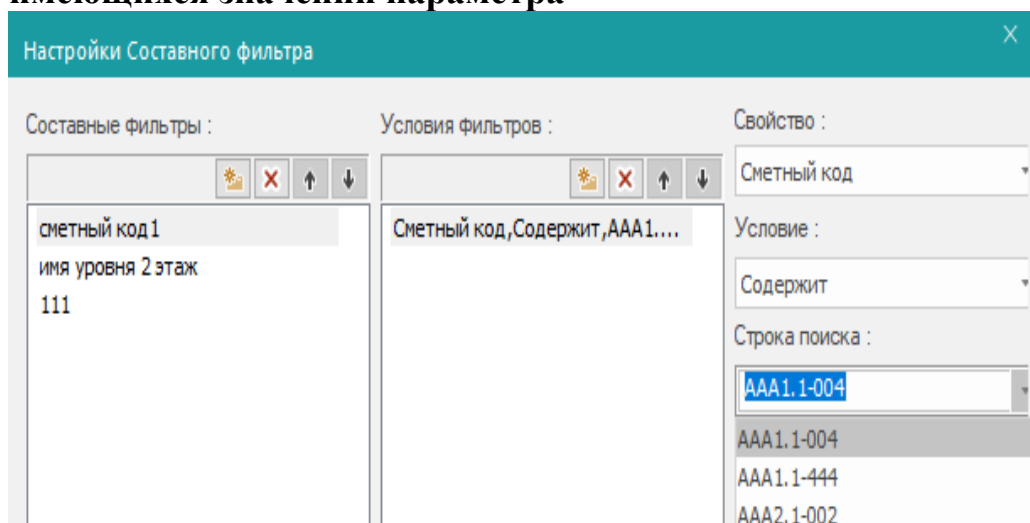 имеющихся значений параметра
Настройки Составного фильтра
Составные фильтры :
сметный код1
имя уровня 2 этаж
111
Условия фильтров :
Сметный код,Содержит,AAA1....
Свойство :
Сметный код
Условие :
Содержит
Строка поиска :
AAA1.1-004
AAA1.1-004
AAA1.1-444
AAA2.1-002